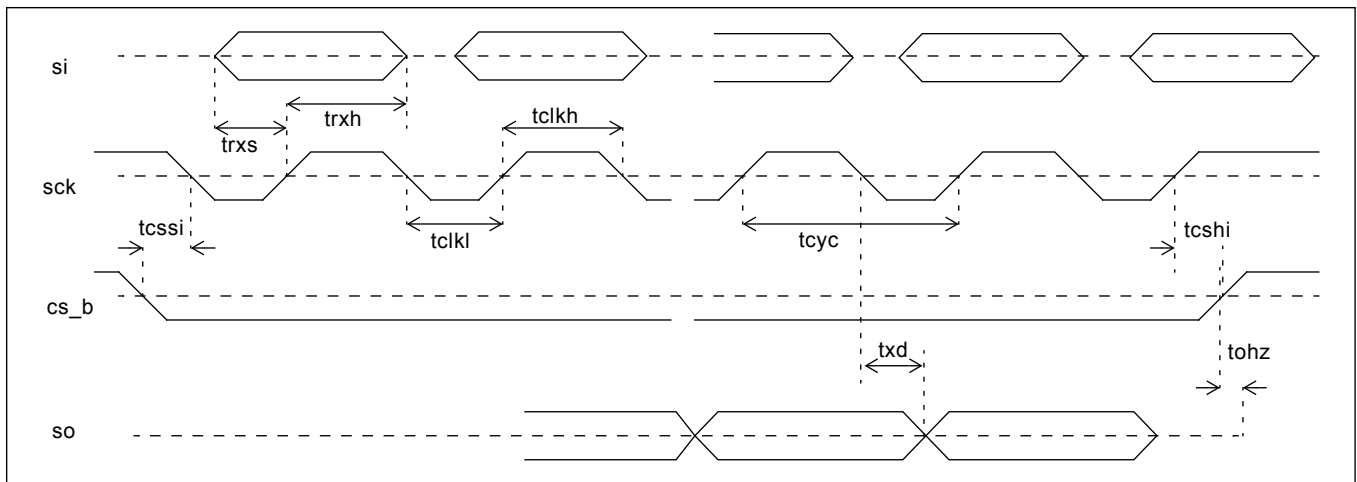 si
trxh
tclkh
trxs
sck
tcssi
tclkl
tcyc
tcshi
cs_b
txd
tohz
so